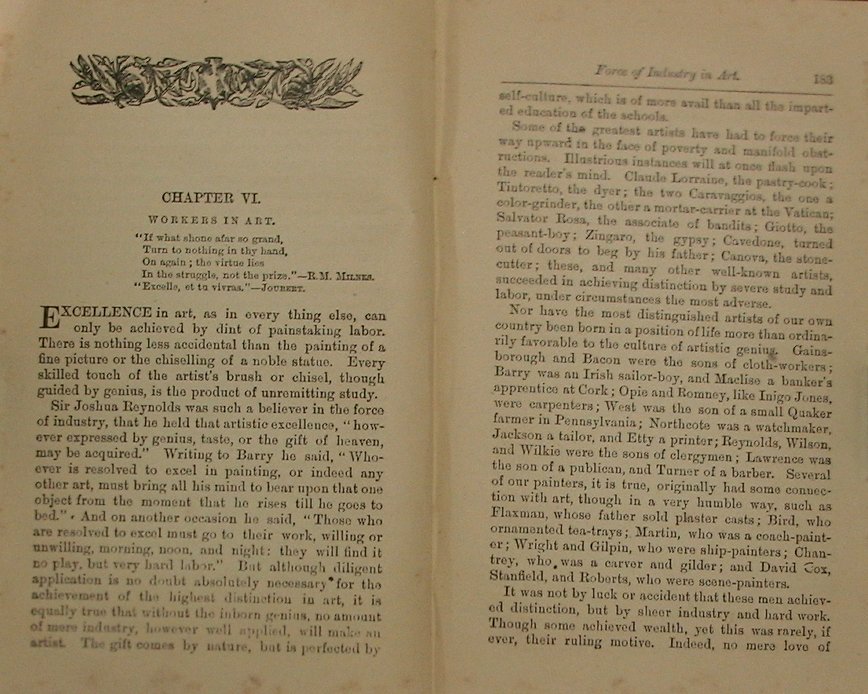 CHAPTER VI.
WORKERS IN ART.
"If what shone afar so grand,
Turn to nothing in thy hand,
On again; the virtue lies
In the struggle, not the prize."—R.M. MILNES.
"Excelle, et tu vivras."—JOUBERT.
EXCELLENCE in art, as in every thing else, can
only be achieved by dint of painstaking labor.
There is nothing less accidental than the painting of a
fine picture or the chiselling of a noble statue. Every
skilled touch of the artist's brush or chisel, though
guided by genius, is the product of unremitting study.
Sir Joshua Reynolds was such a believer in the force
of industry, that he held that artistic excellence, "how-
ever expressed by genius, taste, or the gift of heaven,
may be acquired." Writing to Barry he said, "Who-
ever is resolved to excel in painting, or indeed any
other art, must bring all his mind to bear upon that one
object from the moment that he rises till he goes to
bed." And on another occasion he said, "Those who
are resolved to excel must go to their work, willing or
unwilling, morning, noon, and night: they will find it
no play, but very hard labor." But although diligent
application is no doubt absolutely necessary for the
achievement of the highest distinction in art, it is
equally true that without the inborn genius, no amount
of mere industry, however well applied, will make an
artist. The gift comes by nature, but is perfected by
Force of Industry in Art. 183
self-culture, which is of more avail than all the impart-
ed education of the schools.
Some of the greatest artists have had to force their
way upward in the face of poverty and manifold obst-
ructions. Illustrious instances will at once flash upon
the reader's mind. Claude Lorraine, the pastry-cook;
Tintoretto, the dyer; the two Caravaggios, the one a
color-grinder, the other a mortar-carrier at the Vatican;
Salvator Rosa, the associate of bandits; Giotto, the
peasant-boy; Zingaro, the gypsy; Cavedone, turned
out of doors to beg by his father; Canova, the stone-
cutter; these, and many other well-known artists,
succeeded in achieving distinction by severe study and
labor, under circumstances the most adverse.
Nor have the most distinguished artists of our own
country been born in a position of life more than ordina-
rily favorable to the culture of artistic genius. Gains-
borough and Bacon were the sons of cloth-workers;
Barry was an Irish sailor-boy, and Maclise a banker's
apprentice at Cork; Opie and Romney, like Inigo Jones,
were carpenters; West was the son of a small Quaker
farmer in Pennsylvania; Northcote was a watchmaker,
Jackson a tailor, and Etty a printer; Reynolds, Wilson,
and Wilkie were the sons of clergymen; Lawrence was
the son of a publican, and Turner of a barber. Several
of our painters, it is true, originally had some connec-
tion with art, though in a very humble way, such as
Flaxman, whose father sold plaster casts; Bird, who
ornamented tea-trays; Martin, who was a coach-paint-
er; Wright and Gilpin, who were ship-painters; Chan-
trey, who was a carver and gilder; and David Cox,
Stanfield, and Roberts, who were scene-painters.
It was not by luck or accident that these men achiev-
ed distinction, but by sheer industry and hard work.
Though some achieved wealth, yet this was rarely, if
ever, their ruling motive. Indeed, no mere love of